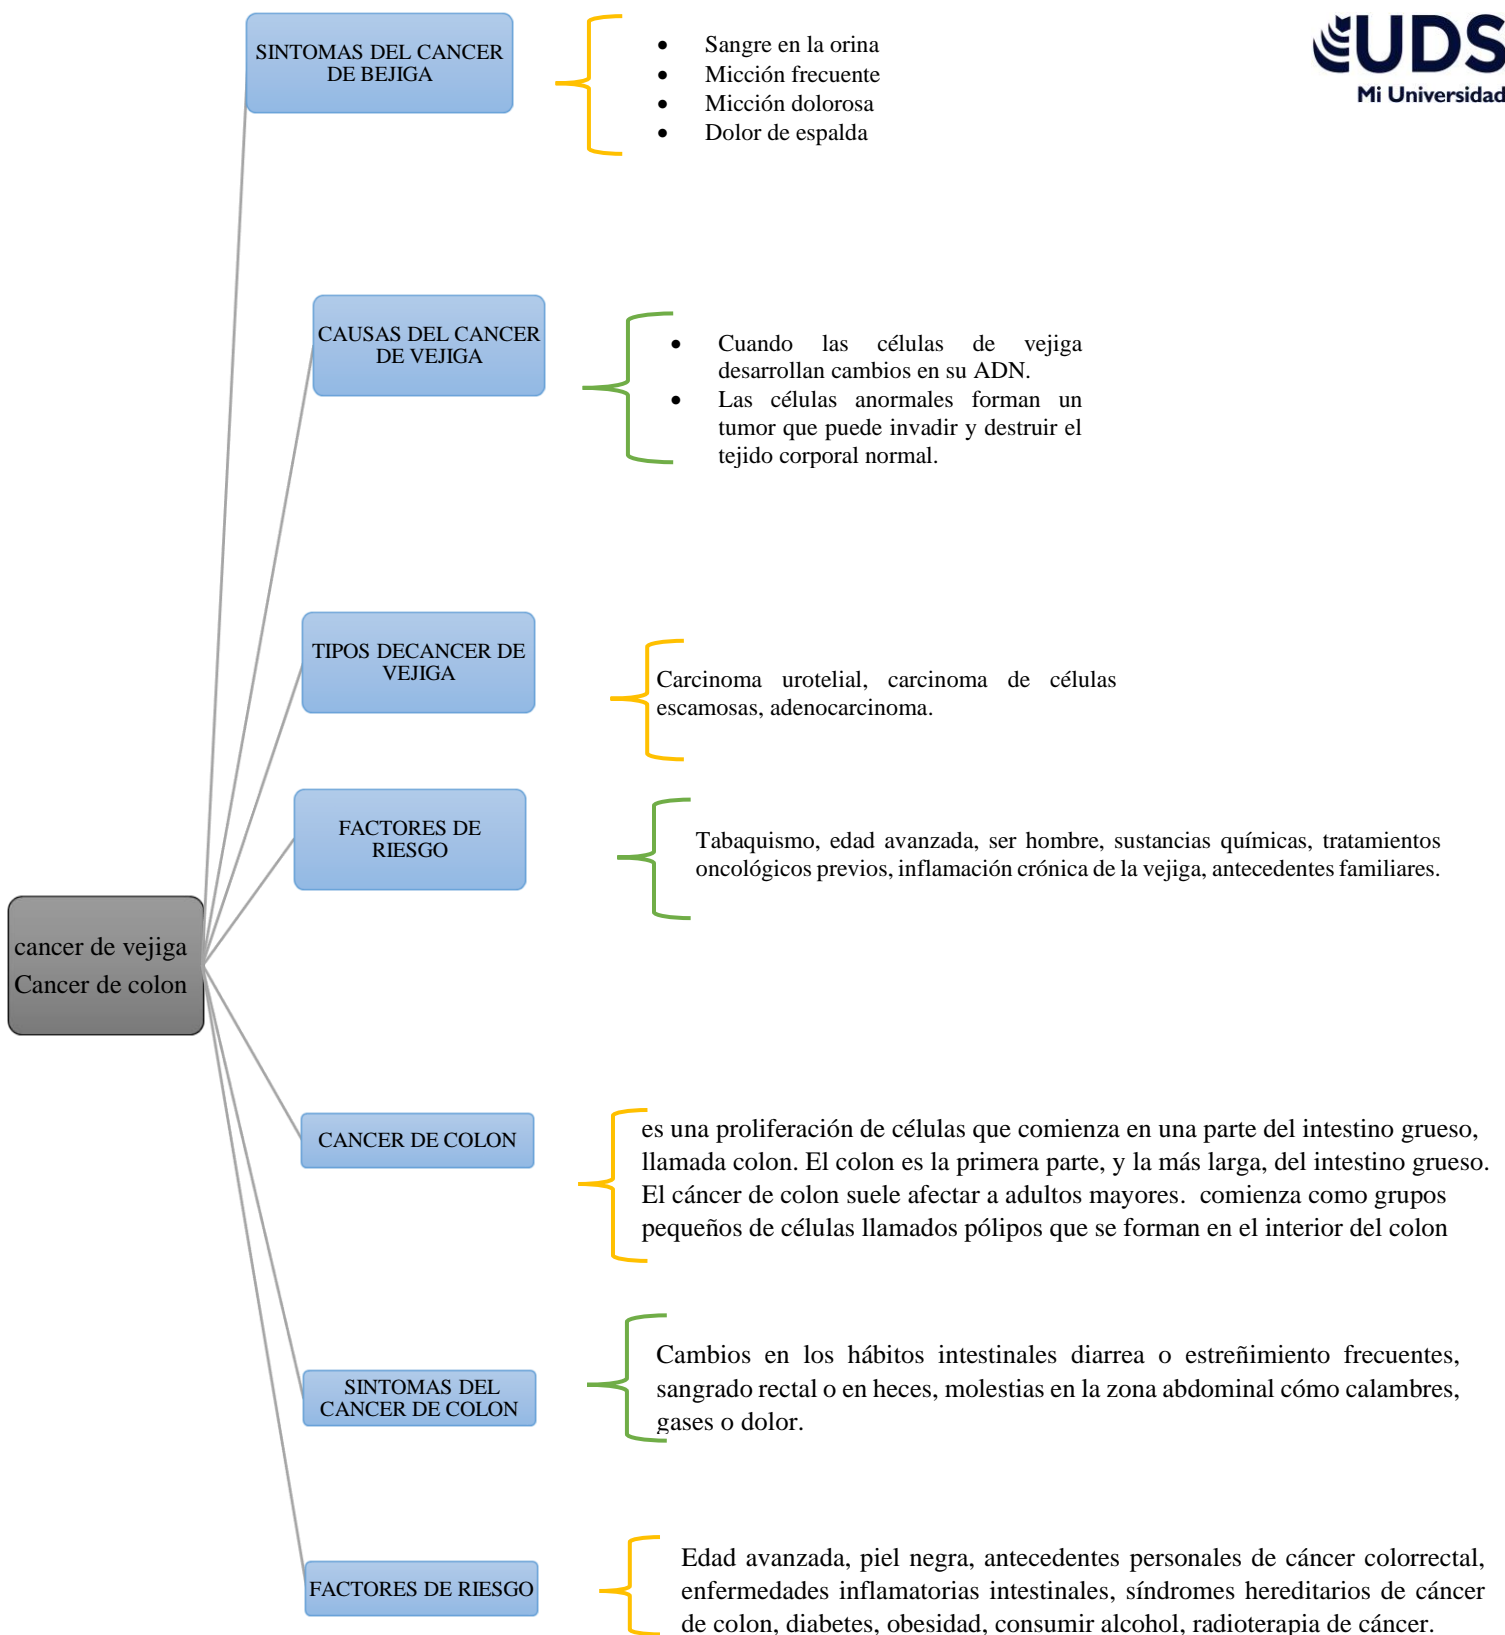 UDS
Mi Universidad
SINTOMAS DEL CANCER
DE BEJIGA
• Sangre en la orina
• Micción frecuente
• Micción dolorosa
• Dolor de espalda
CAUSAS DEL CANCER
DE VEJIGA
• Cuando las células de vejiga
desarrollan cambios en su ADN.
• Las células anormales forman un
tumor que puede invadir y destruir el
tejido corporal normal.
TIPOS DECANCER DE
VEJIGA
Carcinoma urotelial, carcinoma de células
escamosas, adenocarcinoma.
FACTORES DE
RIESGO
Tabaquismo, edad avanzada, ser hombre, sustancias químicas, tratamientos
oncológicos previos, inflamación crónica de la vejiga, antecedentes familiares.
cancer de vejiga
Cancer de colon
CANCER DE COLON
es una proliferación de células que comienza en una parte del intestino grueso,
llamada colon. El colon es la primera parte, y la más larga, del intestino grueso.
El cáncer de colon suele afectar a adultos mayores. comienza como grupos
pequeños de células llamados pólipos que se forman en el interior del colon
SINTOMAS DEL
CANCER DE COLON
Cambios en los hábitos intestinales diarrea o estreñimiento frecuentes,
sangrado rectal o en heces, molestias en la zona abdominal cómo calambres,
gases o dolor.
FACTORES DE RIESGO
Edad avanzada, piel negra, antecedentes personales de cáncer colorrectal,
enfermedades inflamatorias intestinales, síndromes hereditarios de cáncer
de colon, diabetes, obesidad, consumir alcohol, radioterapia de cáncer.